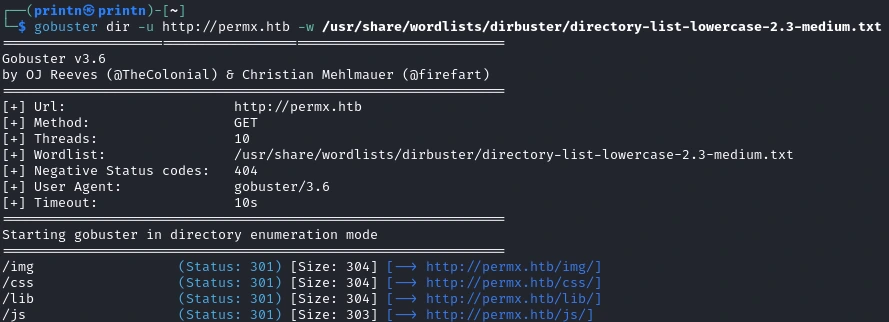 ┌──(printn㉿printn)-[~]
└─$ gobuster dir -u http://permx.htb -w /usr/share/wordlists/dirbuster/directory-list-lowercase-2.3-medium.txt
===============================================================
Gobuster v3.6
by OJ Reeves (@TheColonial) & Christian Mehlmauer (@firefart)
===============================================================
[+] Url:                     http://permx.htb
[+] Method:                  GET
[+] Threads:                 10
[+] Wordlist:                /usr/share/wordlists/dirbuster/directory-list-lowercase-2.3-medium.txt
[+] Negative Status codes:   404
[+] User Agent:              gobuster/3.6
[+] Timeout:                 10s
===============================================================
Starting gobuster in directory enumeration mode
===============================================================
/img                  (Status: 301) [Size: 304] [--> http://permx.htb/img/]
/css                  (Status: 301) [Size: 304] [--> http://permx.htb/css/]
/lib                  (Status: 301) [Size: 304] [--> http://permx.htb/lib/]
/js                   (Status: 301) [Size: 303] [--> http://permx.htb/js/]